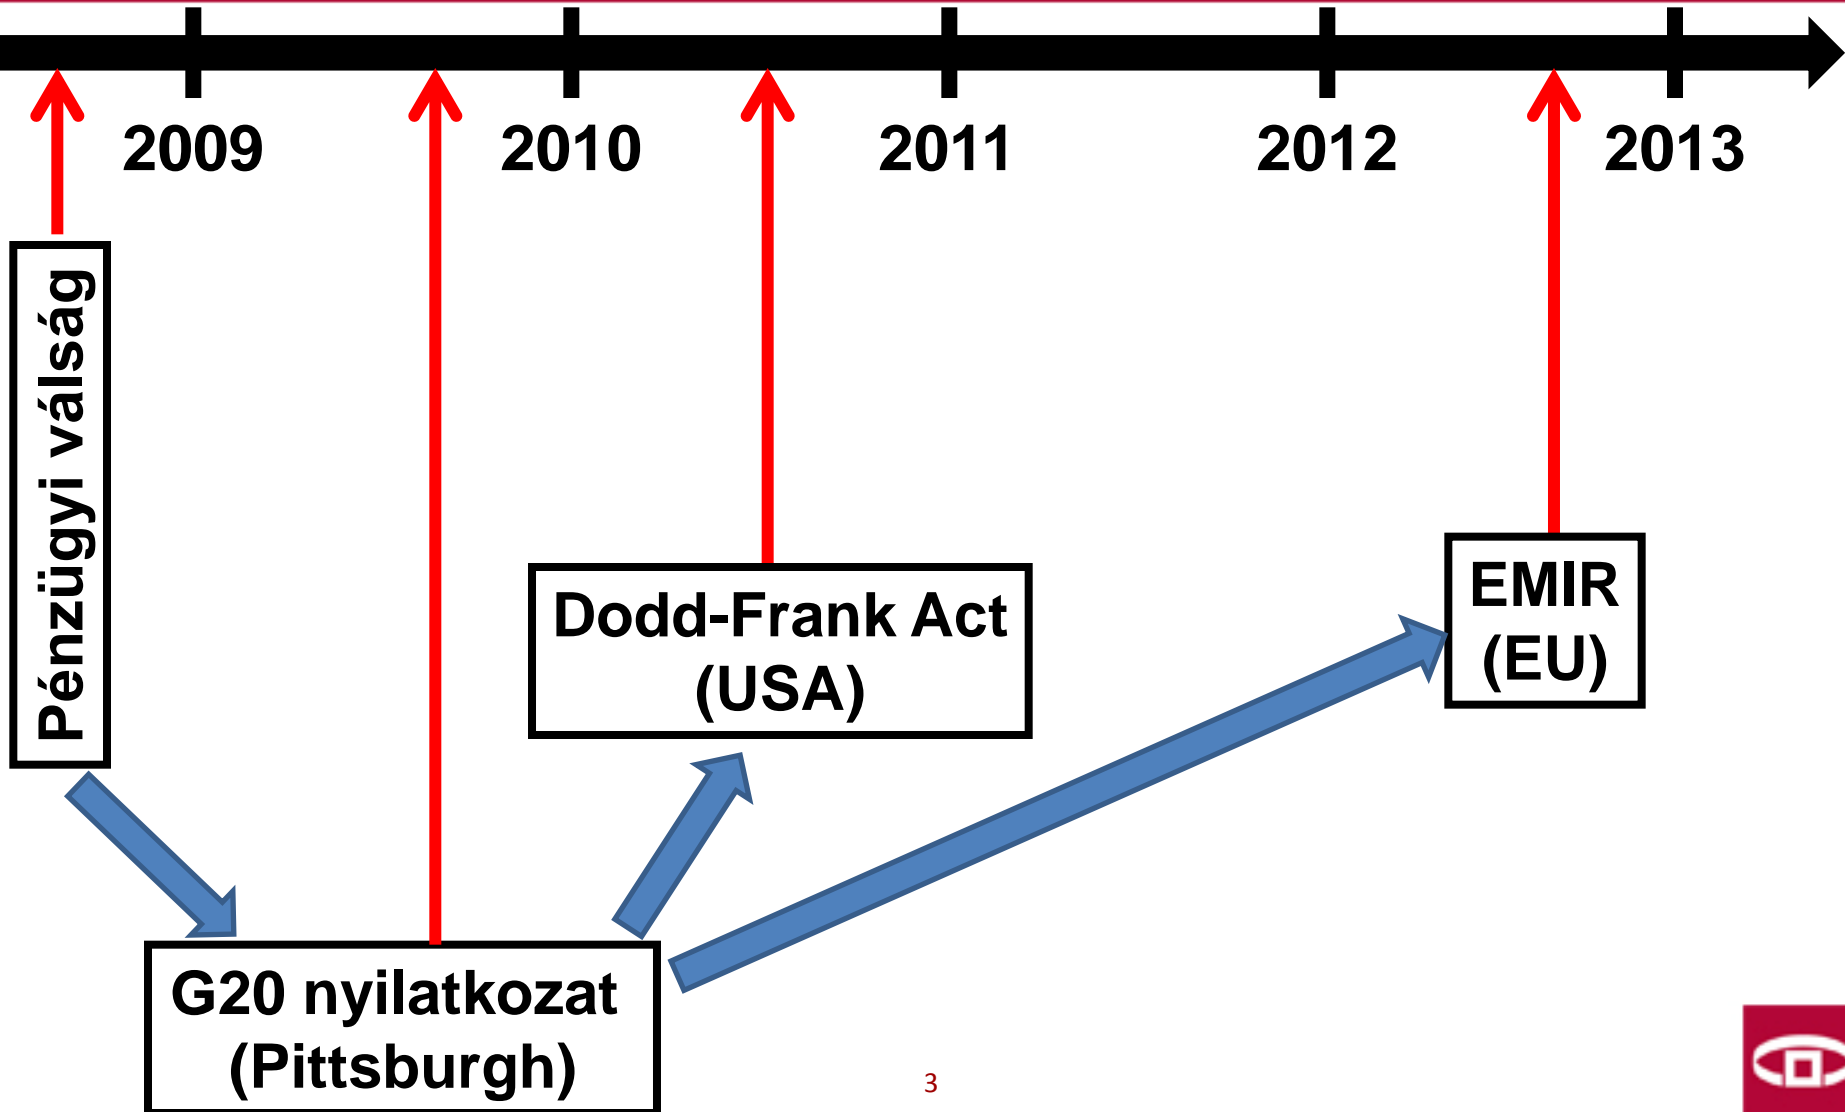 2009
2010
2011
2012
2013
Pénzügyi válság
Dodd-Frank Act
(USA)
EMIR
(EU)
G20 nyilatkozat
(Pittsburgh)
3